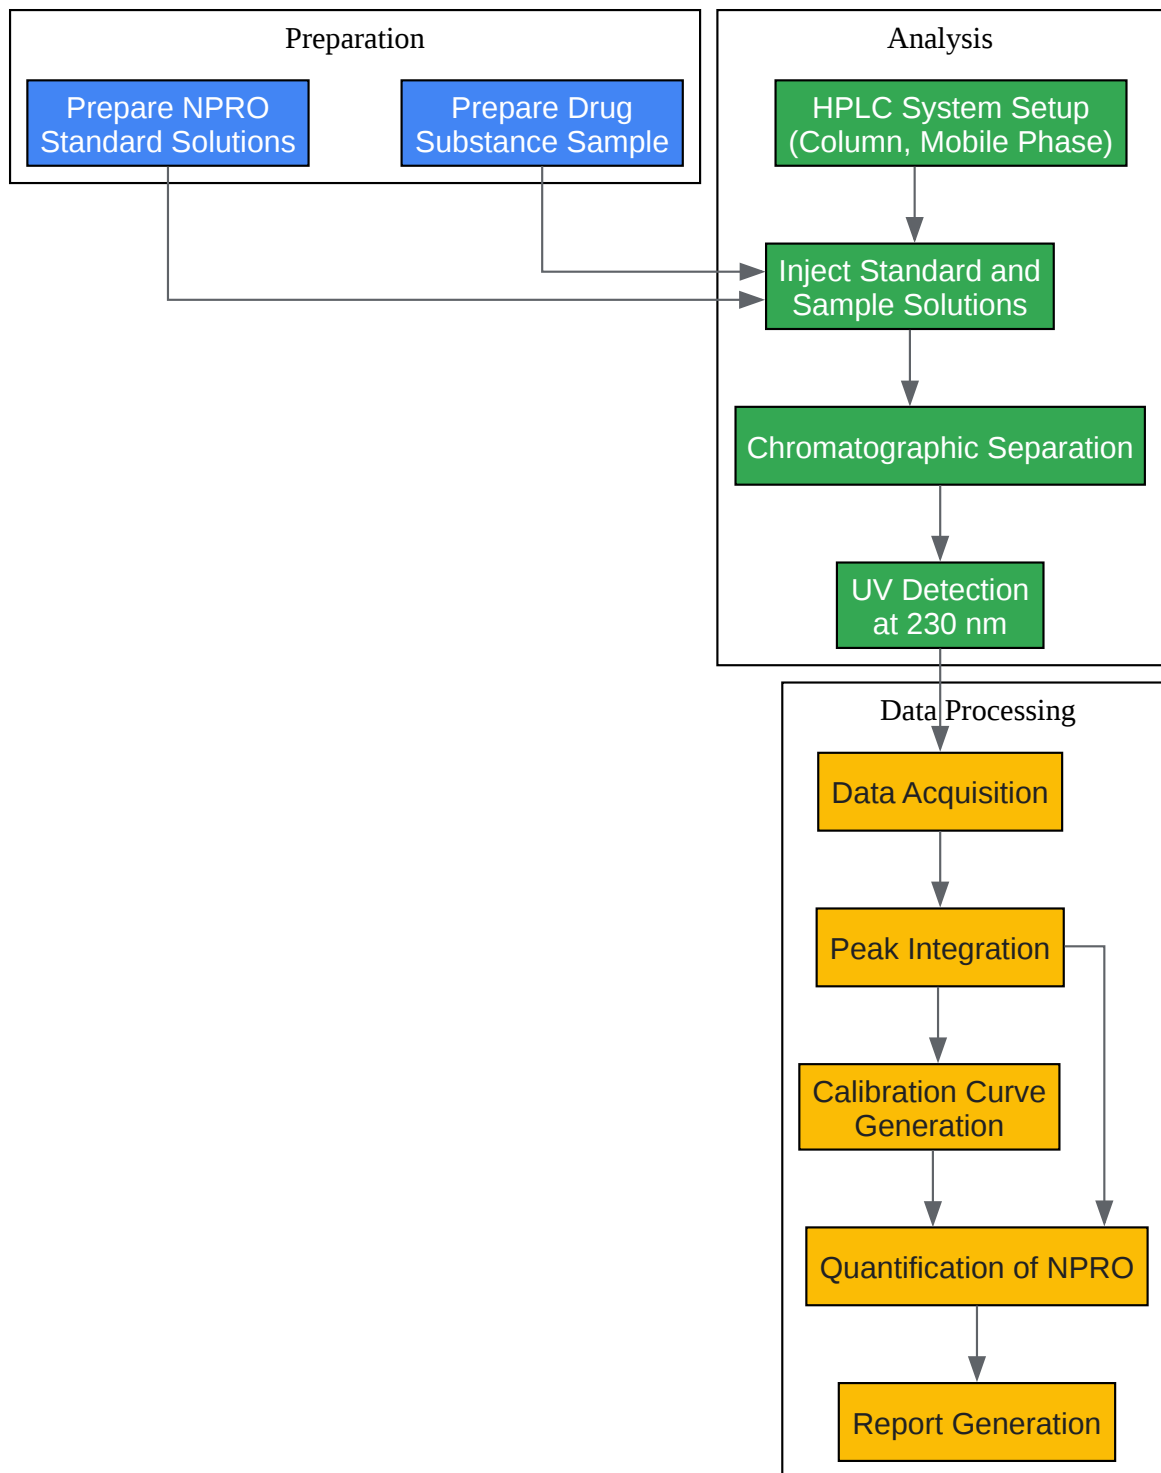 Preparation
Prepare NPRO
Standard Solutions
Prepare Drug
Substance Sample
Analysis
HPLC System Setup
(Column, Mobile Phase)
Inject Standard and
Sample Solutions
Chromatographic Separation
UV Detection
at 230 nm
Data Processing
Data Acquisition
Peak Integration
Calibration Curve
Generation
Quantification of NPRO
Report Generation